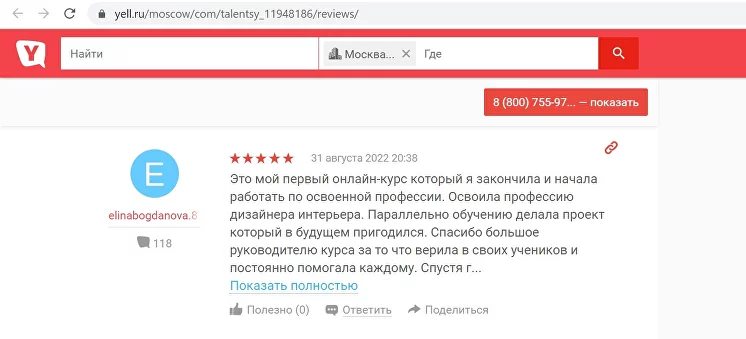 yell.ru/moscow/com/talentsy_11948186/reviews/
Y
Найти
Москва...
Где
8 (800) 755-97... — показать
E
31 августа 2022 20:38
elinabogdanova.8
118
Это мой первый онлайн-курс который я закончила и начала
работать по освоенной профессии. Освоила профессию
дизайнера интерьера. Параллельно обучению делала проект
который в будущем пригодился. Спасибо большое
руководителю курса за то что верила в своих учеников и
постоянно помогала каждому. Спустя г...
Показать полностью
Полезно (0)
Ответить
Поделиться